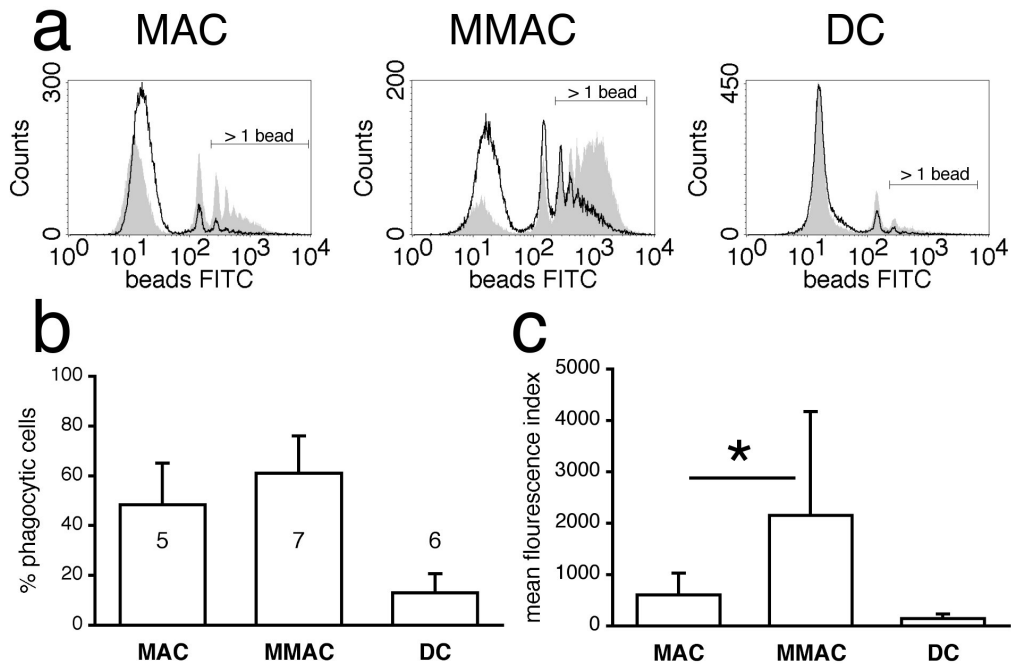 a
MAC
MMAC
DC
300
0
Counts
> 1 bead
10^0 10^1 10^2 10^3 10^4
beads FITC
200
0
Counts
> 1 bead
10^0 10^1 10^2 10^3 10^4
beads FITC
450
0
Counts
> 1 bead
10^0 10^1 10^2 10^3 10^4
beads FITC
b
% phagocytic cells
100
80
60
40
20
0
5
7
6
MAC MMAC DC
c
mean flourescence index
5000
4000
3000
2000
1000
0
*
MAC MMAC DC